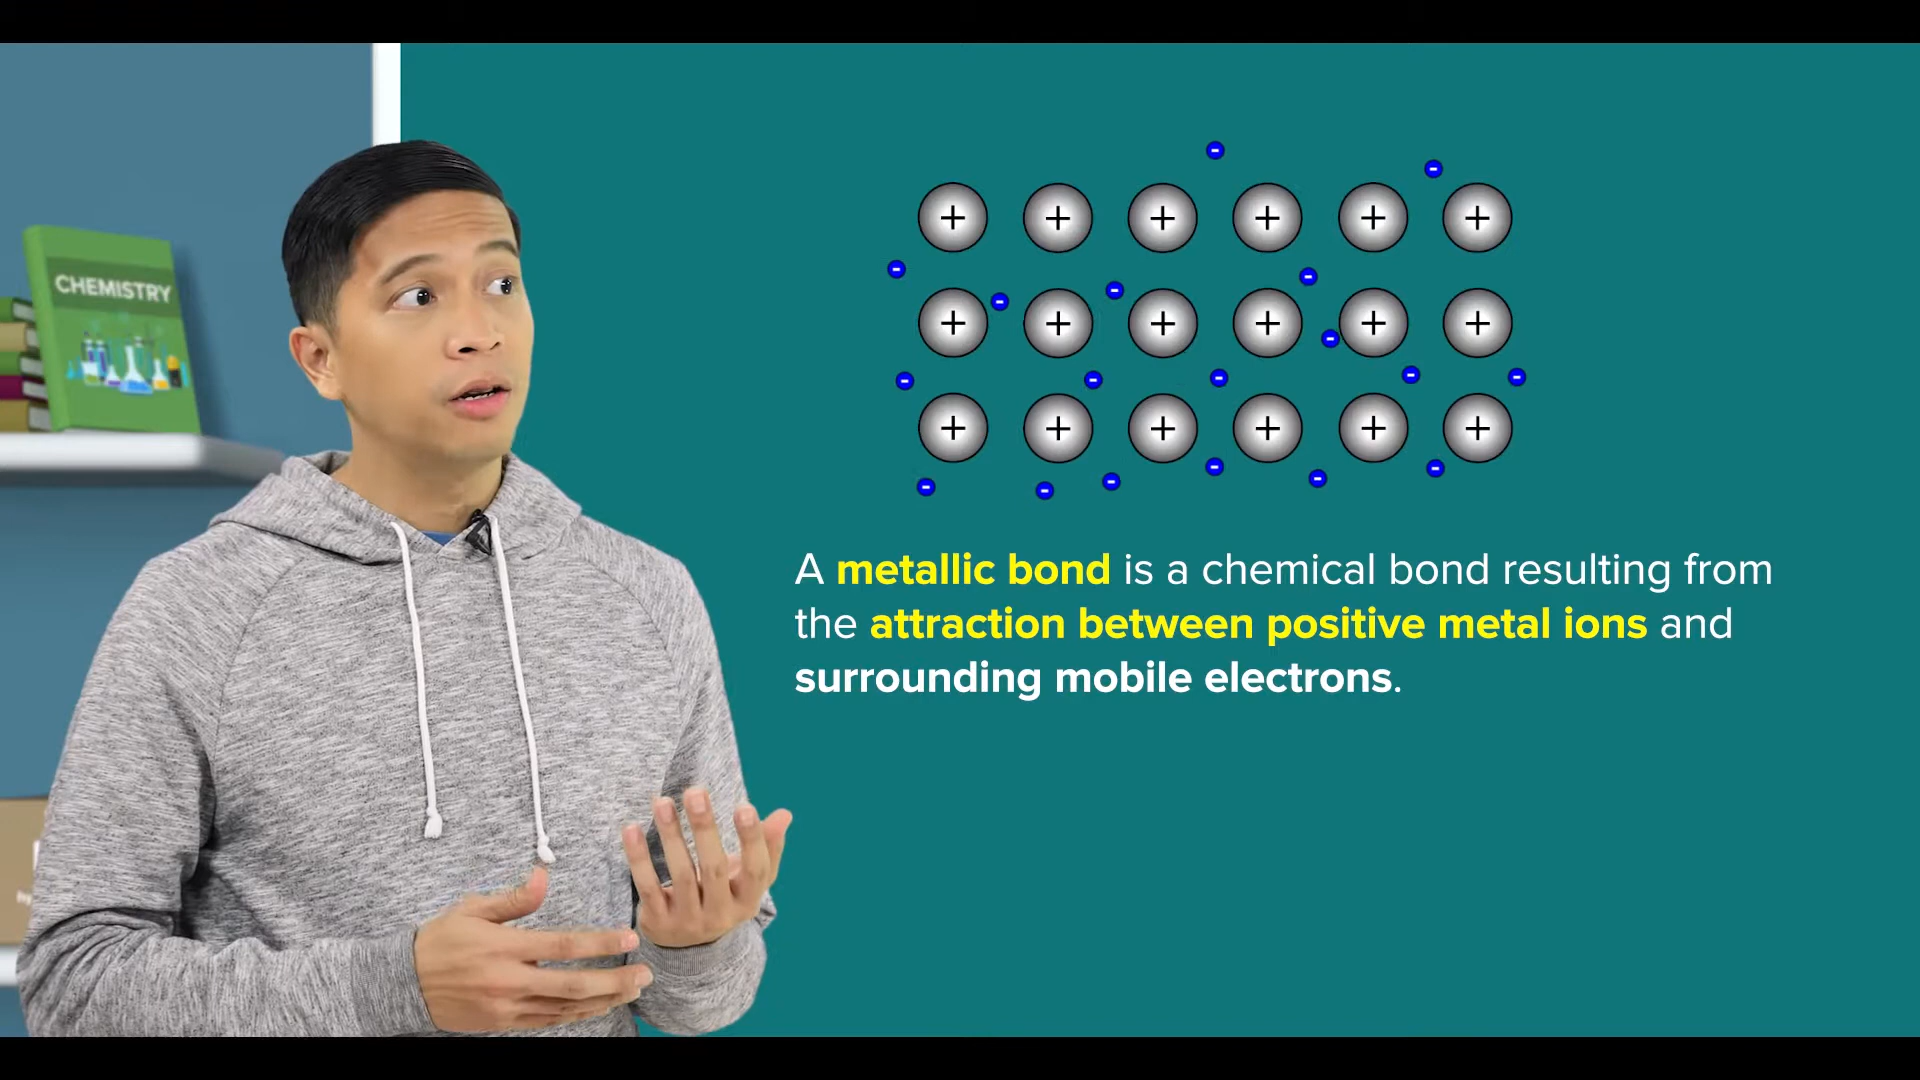 CHEMISTRY
+ + + + + +
+ + + + + +
+ + + + + +
A metallic bond is a chemical bond resulting from
the attraction between positive metal ions and
surrounding mobile electrons.